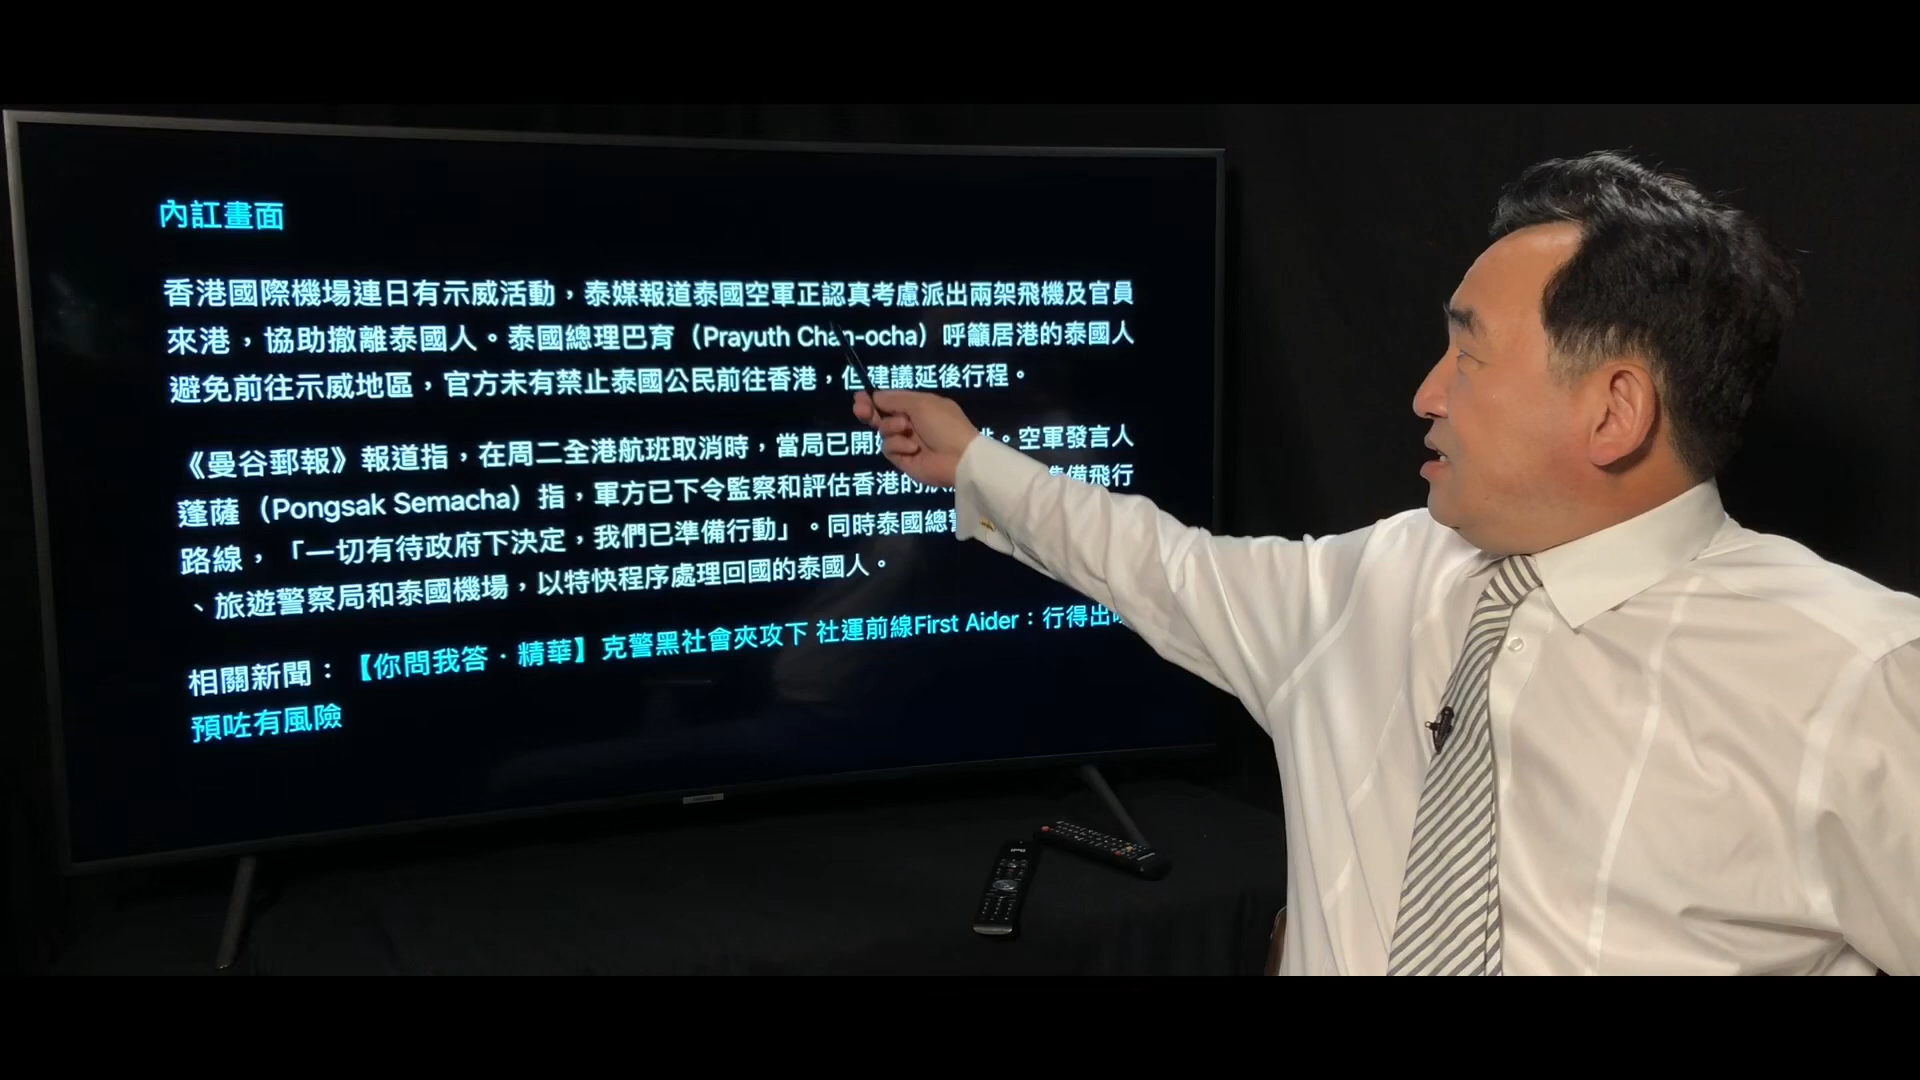 內訌畫面
香港國際機場連日有示威活動，泰媒報道泰國空軍正認真考慮派出兩架飛機及官員
來港，協助撤離泰國人。泰國總理巴育（Prayuth Chan-ocha）呼籲居港的泰國人
避免前往示威地區，官方未有禁止泰國公民前往香港，但建議延後行程。
《曼谷郵報》報道指，在周二全港航班取消時，當局已開 。空軍發言人
蓬薩（Pongsak Semacha）指，軍方已下令監察和評估香港的 準備飛行
路線，「一切有待政府下決定，我們已準備行動」。同時泰國總
、旅遊警察局和泰國機場，以特快程序處理回國的泰國人。
相關新聞：【你問我答．精華】克警黑社會夾攻下 社運前線First Aider：行得出
預咗有風險